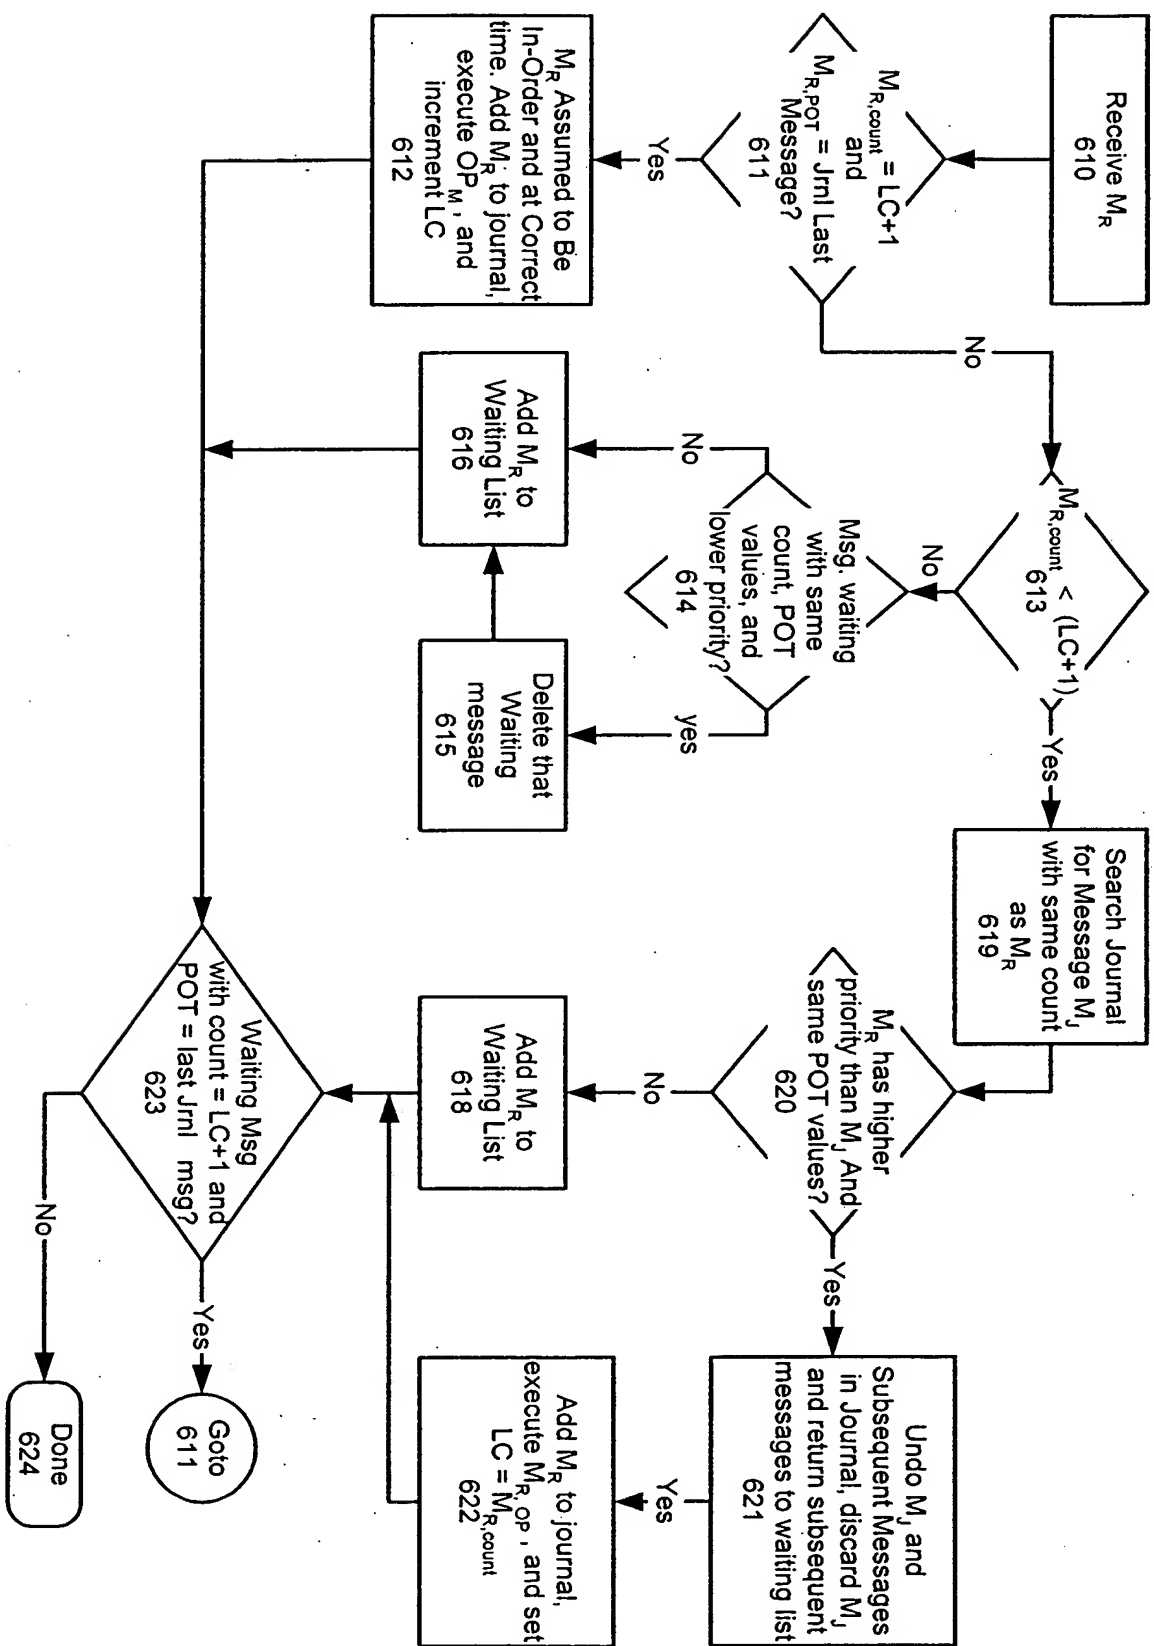 Receive M_R
610
M_R,count = LC+1
and
M_R,POT = Jrnl Last
Message?
611
Yes
No
M_R Assumed to Be
In-Order and at Correct
time. Add M_R to journal,
execute OP_M, and
increment LC
612
M_R,count < (LC+1)
613
No
Yes
Msg. waiting
with same
count, POT
values, and
lower priority?
614
No
yes
Add M_R to
Waiting List
616
Delete that
Waiting
message
615
Search Journal
for Message M_J
with same count
as M_R
619
M_R has higher
priority than M_J And
same POT values?
620
No
Yes
Add M_R to
Waiting List
618
Undo M_J and
Subsequent Messages
in Journal, discard M_J
and return subsequent
messages to waiting list
621
Yes
Add M_R to journal,
execute M_R,OP, and set
LC = M_R,count
622
Waiting Msg
with count = LC+1 and
POT = last Jrnl msg?
623
Yes
No
Goto
611
Done
624